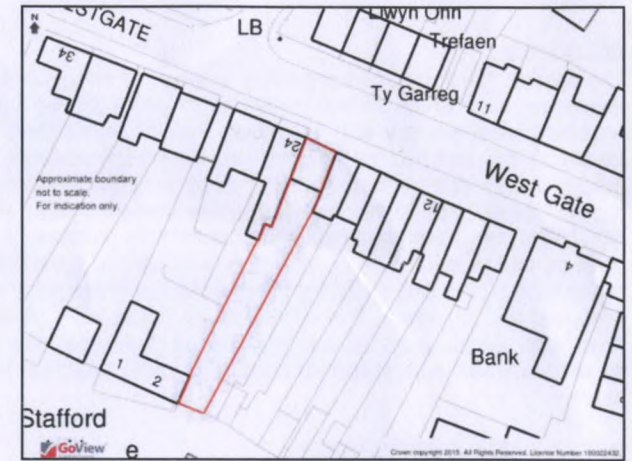 N
ESTGATE
LB
Llwyn Onn
Trefaen
Ty Garreg
11
34
24
West Gate
12
4
Approximate boundary
not to scale.
For indication only.
Bank
1
2
Stafford
e
GoView
Crown copyright 2015. All Rights Reserved. Licence Number 100022432